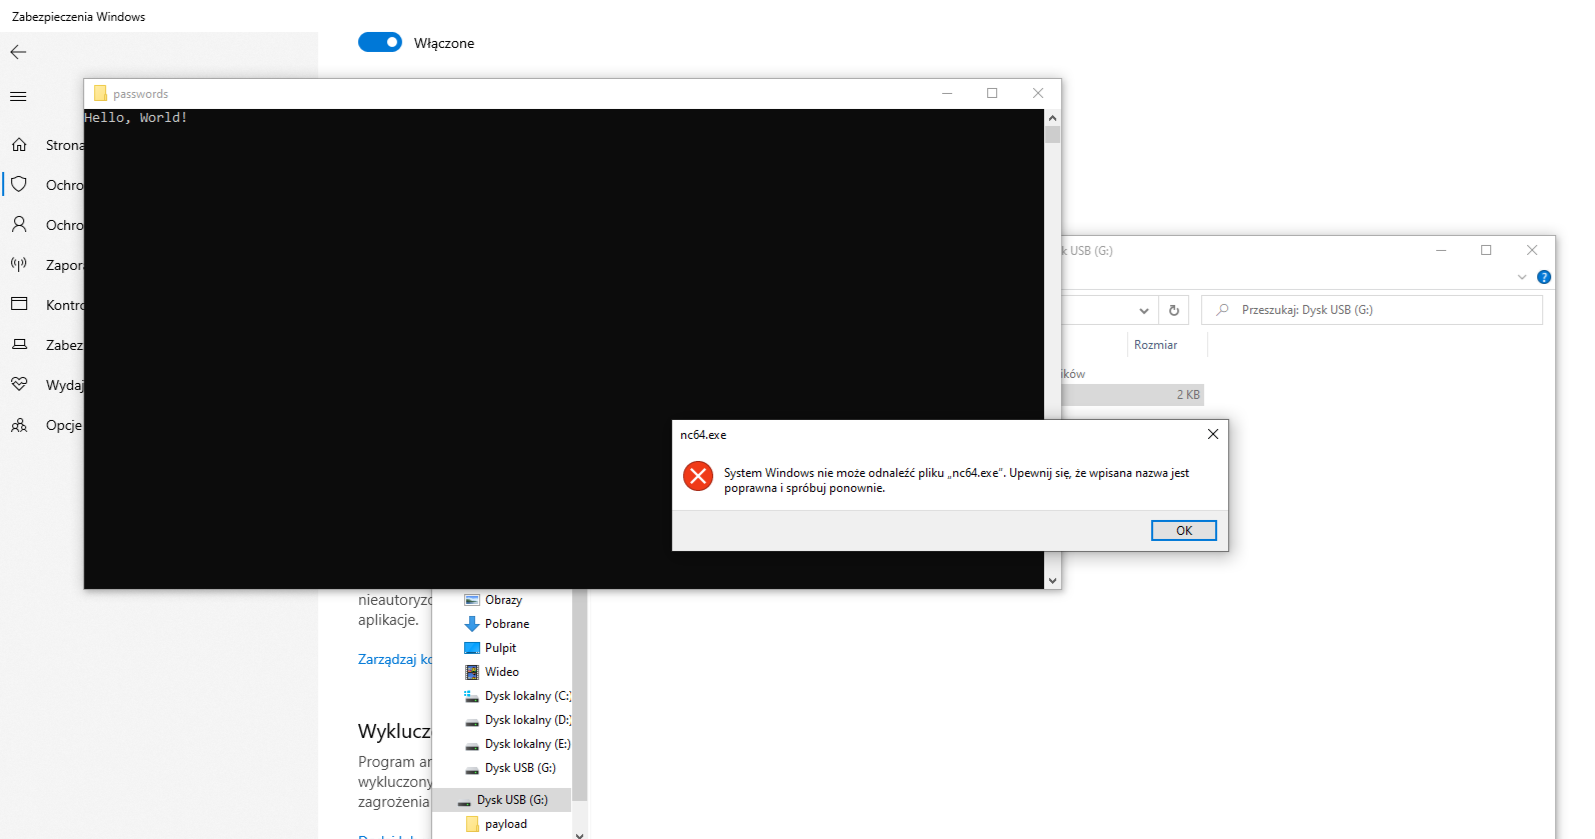 Zabezpieczenia Windows
Włączone
passwords
Hello, World!
Strona
Ochro
Ochro
Zapor
Kontro
Zabez
Wydaj
Opcje
k USB (G:)
Przeszukaj: Dysk USB (G:)
Rozmiar
ików
2 KB
nc64.exe
System Windows nie może odnaleźć pliku „nc64.exe”. Upewnij się, że wpisana nazwa jest
poprawna i spróbuj ponownie.
OK
nieautoryzo
aplikacje.
Zarządzaj ko
Wyklucz
Program an
wykluczony
zagrożenia
Obrazy
Pobrane
Pulpit
Wideo
Dysk lokalny (C:)
Dysk lokalny (D:)
Dysk lokalny (E:)
Dysk USB (G:)
Dysk USB (G:)
payload